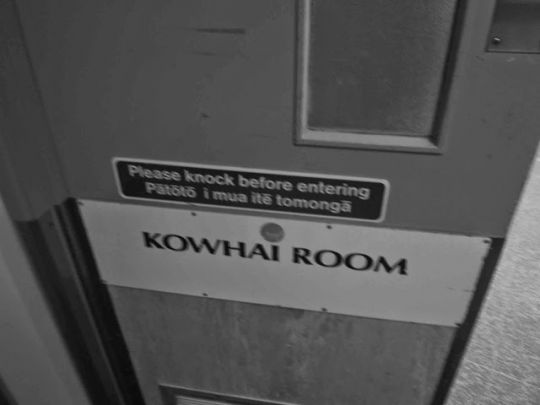 Please knock before entering
Pātōtō i mua itē tomongā
KOWHAI ROOM